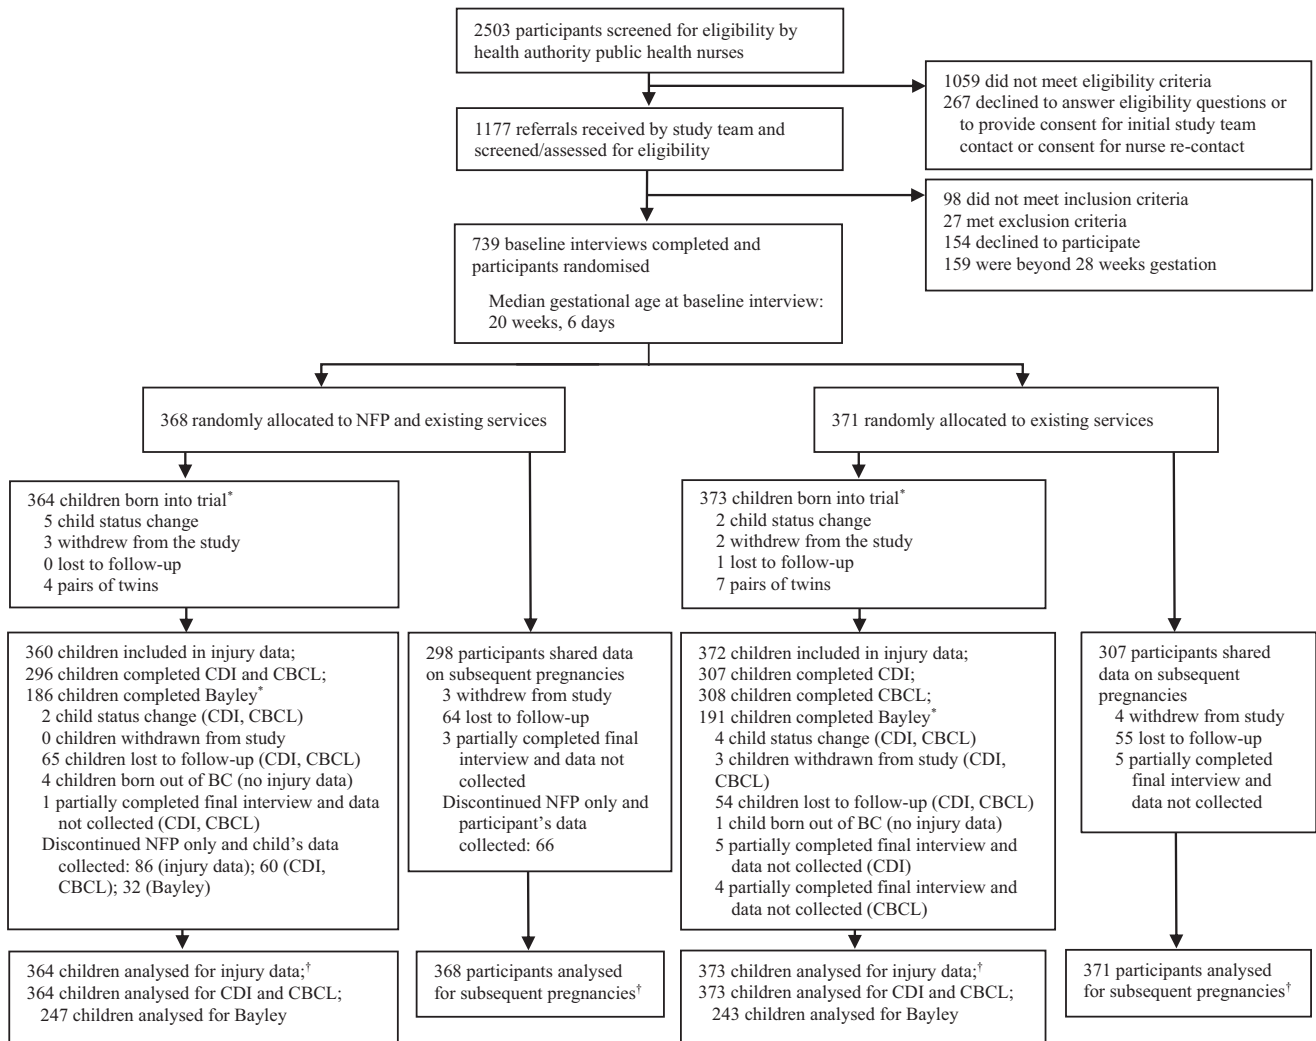 2503 participants screened for eligibility by
health authority public health nurses
1059 did not meet eligibility criteria
267 declined to answer eligibility questions or
to provide consent for initial study team
contact or consent for nurse re-contact
1177 referrals received by study team and
screened/assessed for eligibility
98 did not meet inclusion criteria
27 met exclusion criteria
154 declined to participate
159 were beyond 28 weeks gestation
739 baseline interviews completed and
participants randomised
Median gestational age at baseline interview:
20 weeks, 6 days
368 randomly allocated to NFP and existing services
371 randomly allocated to existing services
364 children born into trial*
5 child status change
3 withdrew from the study
0 lost to follow-up
4 pairs of twins
373 children born into trial*
2 child status change
2 withdrew from the study
1 lost to follow-up
7 pairs of twins
360 children included in injury data;
296 children completed CDI and CBCL;
186 children completed Bayley*
2 child status change (CDI, CBCL)
0 children withdrawn from study
65 children lost to follow-up (CDI, CBCL)
4 children born out of BC (no injury data)
1 partially completed final interview and data
not collected (CDI, CBCL)
Discontinued NFP only and child's data
collected: 86 (injury data); 60 (CDI,
CBCL); 32 (Bayley)
298 participants shared data
on subsequent pregnancies
3 withdrew from study
64 lost to follow-up
3 partially completed final
interview and data not
collected
Discontinued NFP only and
participant's data
collected: 66
372 children included in injury data;
307 children completed CDI;
308 children completed CBCL;
191 children completed Bayley*
4 child status change (CDI, CBCL)
3 children withdrawn from study (CDI,
CBCL)
54 children lost to follow-up (CDI, CBCL)
1 child born out of BC (no injury data)
5 partially completed final interview and
data not collected (CDI)
4 partially completed final interview and
data not collected (CBCL)
307 participants shared
data on subsequent
pregnancies
4 withdrew from study
55 lost to follow-up
5 partially completed
final interview and
data not collected
364 children analysed for injury data;†
364 children analysed for CDI and CBCL;
247 children analysed for Bayley
368 participants analysed
for subsequent pregnancies†
373 children analysed for injury data;†
373 children analysed for CDI and CBCL;
243 children analysed for Bayley
371 participants analysed
for subsequent pregnancies†